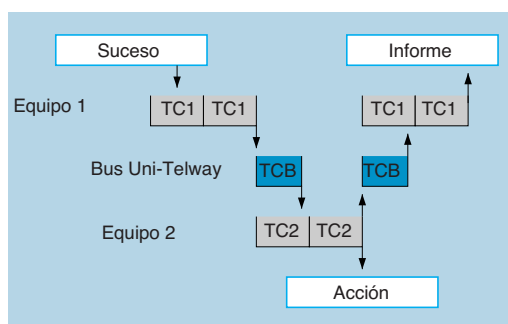 Suceso Informe
Equipo 1 TC1 TC1 TC1 TC1
Bus Uni-Telway TCB TCB
Equipo 2 TC2 TC2
Acción